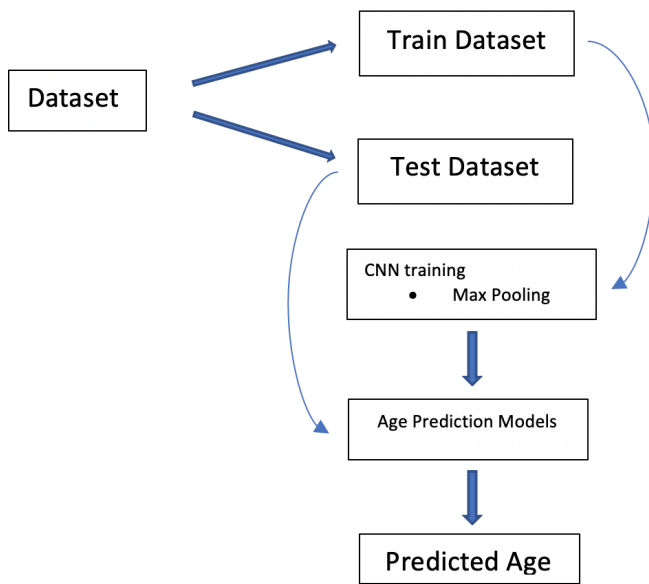 Dataset
Train Dataset
Test Dataset
CNN training
• Max Pooling
Age Prediction Models
Predicted Age